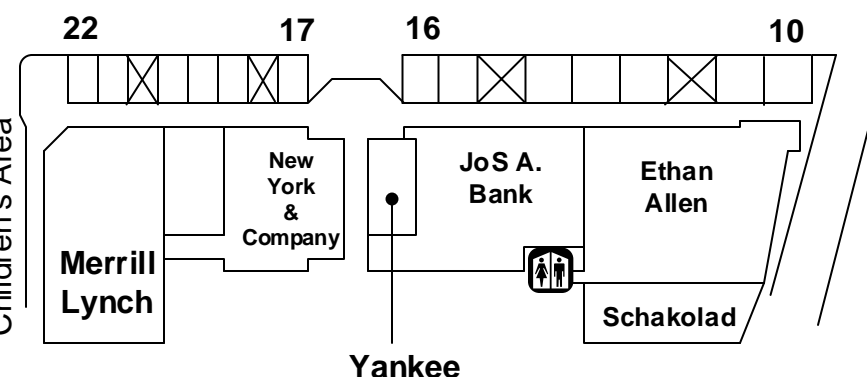 22
17
16
10
Children's Area
New
York
&
Company
JoS A.
Bank
Ethan
Allen
Merrill
Lynch
Schakolad
Yankee